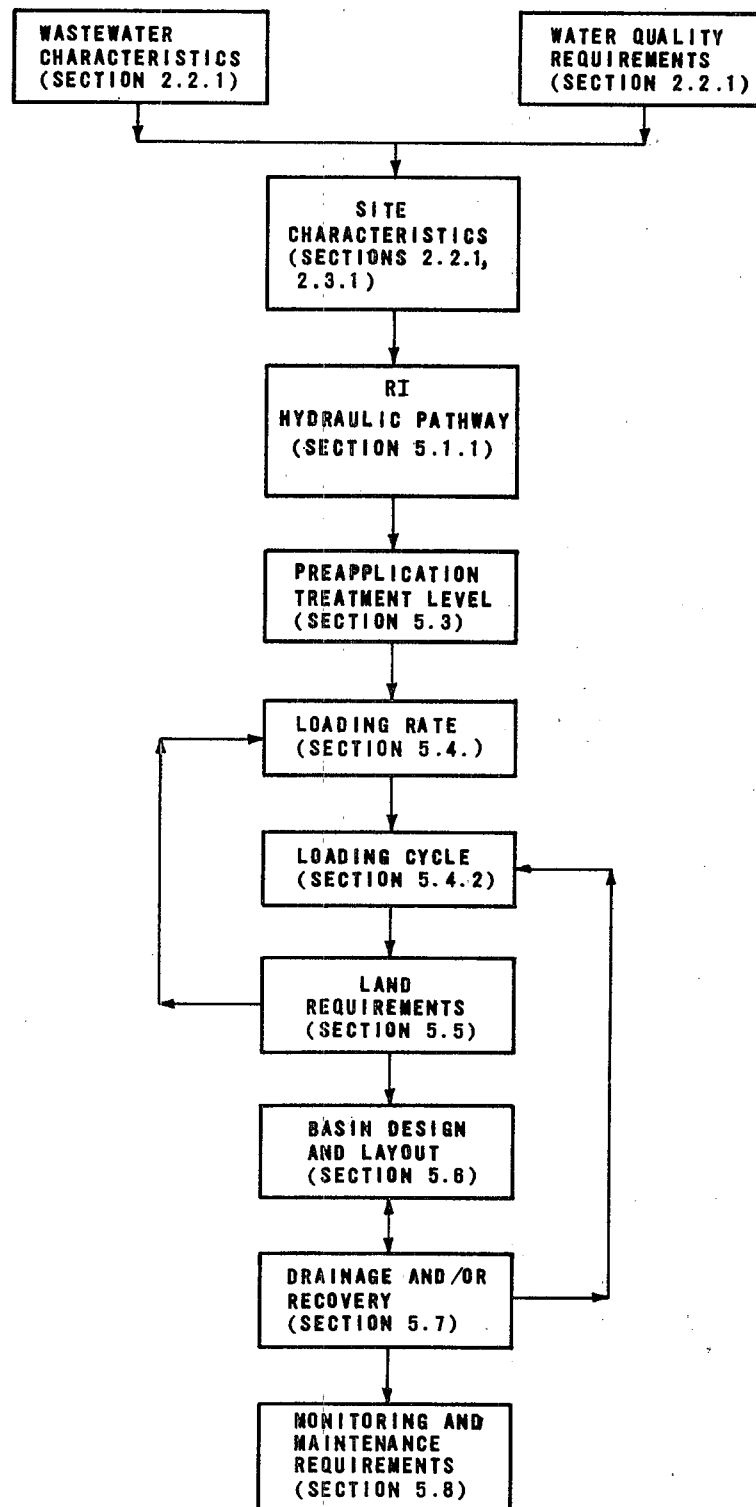 WASTEWATER
CHARACTERISTICS
(SECTION 2.2.1)
WATER QUALITY
REQUIREMENTS
(SECTION 2.2.1)
SITE
CHARACTERISTICS
(SECTIONS 2.2.1,
2.3.1)
RI
HYDRAULIC PATHWAY
(SECTION 5.1.1)
PREAPPLICATION
TREATMENT LEVEL
(SECTION 5.3)
LOADING RATE
(SECTION 5.4.)
LOADING CYCLE
(SECTION 5.4.2)
LAND
REQUIREMENTS
(SECTION 5.5)
BASIN DESIGN
AND LAYOUT
(SECTION 5.6)
DRAINAGE AND/OR
RECOVERY
(SECTION 5.7)
MONITORING AND
MAINTENANCE
REQUIREMENTS
(SECTION 5.8)